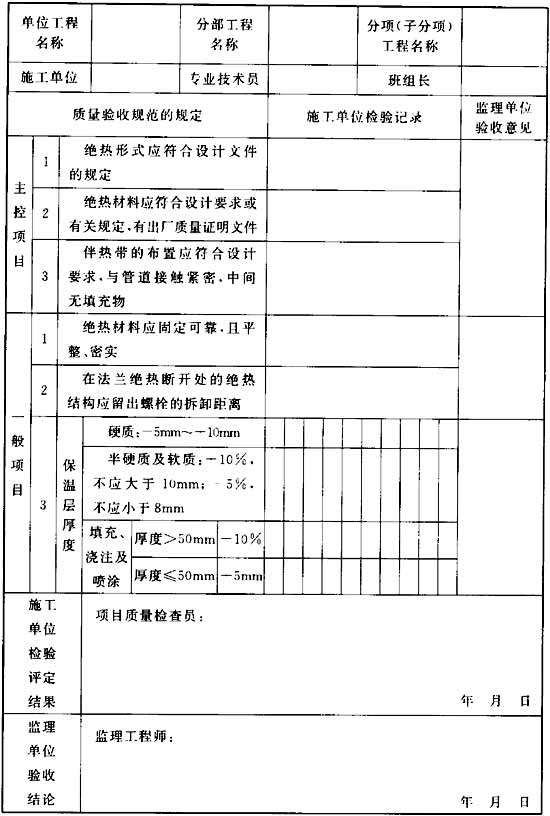 单位工程名称 分部工程名称 分项(子分项)工程名称
施工单位 专业技术员 班组长
质量验收规范的规定 施工单位检验记录 监理单位验收意见
主控项目
1 绝热形式应符合设计文件
的规定
2 绝热材料应符合设计要求或
有关规定,有出厂质量证明文件
3 伴热带的布置应符合设计
要求,与管道接触紧密,中间
无填充物
一般项目
1 绝热材料应固定可靠,且平
整、密实
2 在法兰绝热断开处的绝热
结构应留出螺栓的拆卸距离
3 保温层厚度
硬质:-5mm~-10mm
半硬质及软质:-10%,
不应大于10mm;-5%,
不应小于8mm
填充、浇注及喷涂
厚度>50mm -10%
厚度≤50mm -5mm
施工单位检验评定结果
项目质量检查员:
年 月 日
监理单位验收结论
监理工程师:
年 月 日